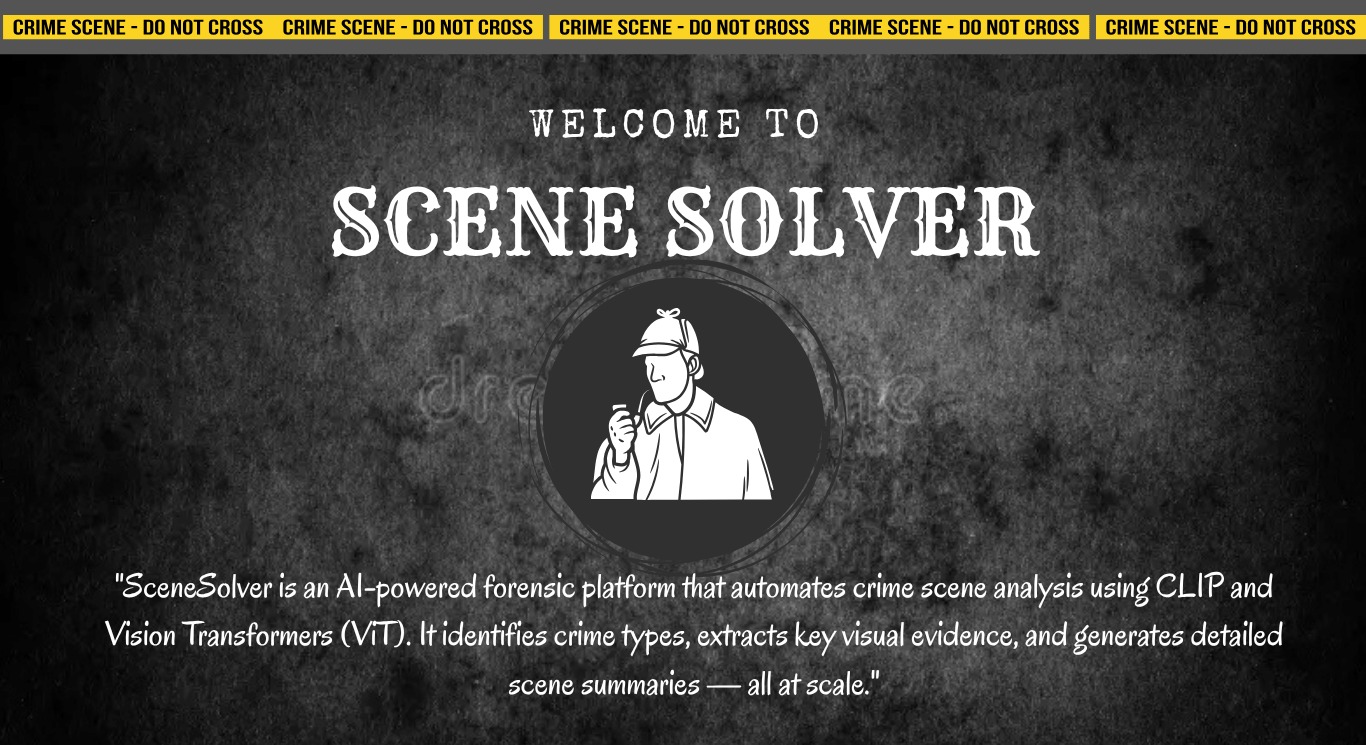 CRIME SCENE - DO NOT CROSS CRIME SCENE - DO NOT CROSS CRIME SCENE - DO NOT CROSS CRIME SCENE - DO NOT CROSS CRIME SCENE - DO NOT CROSS
WELCOME TO
SCENE SOLVER
"SceneSolver is an AI-powered forensic platform that automates crime scene analysis using CLIP and
Vision Transformers (ViT). It identifies crime types, extracts key visual evidence, and generates detailed
scene summaries — all at scale."